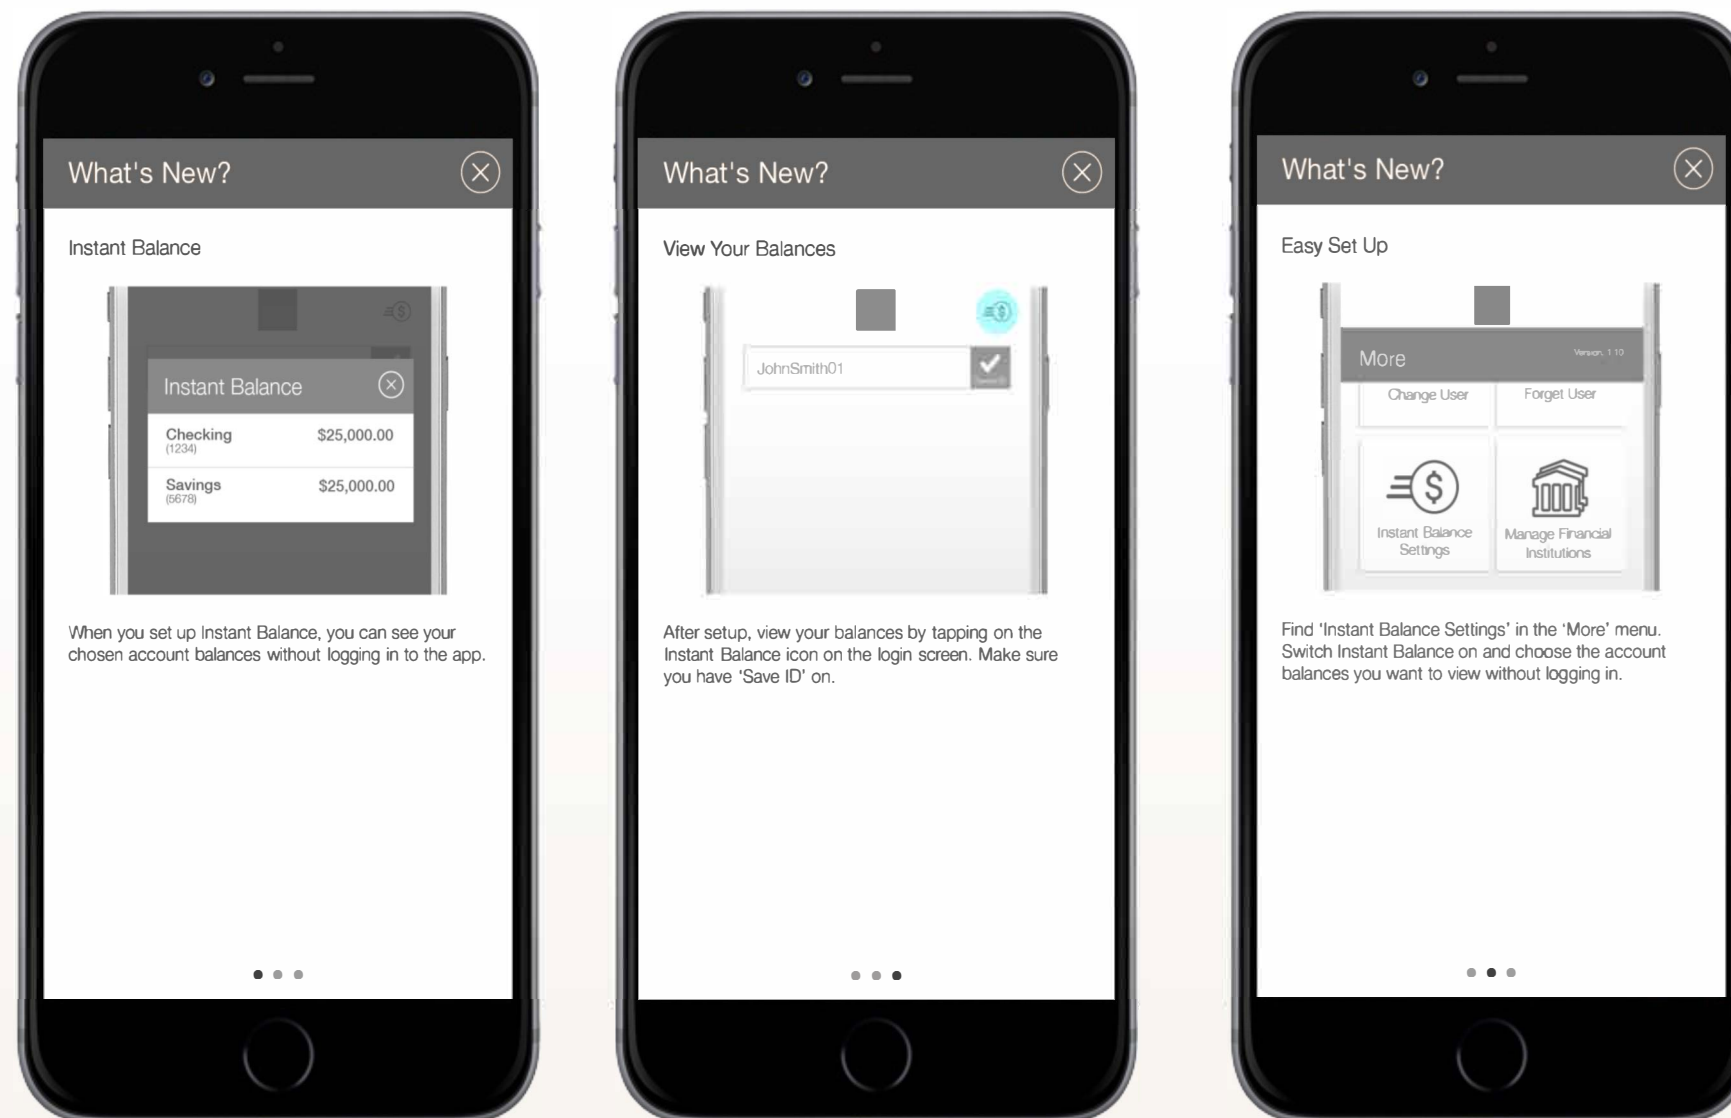 What's New?
Instant Balance
Instant Balance
Checking $25,000.00
(1234)
Savings $25,000.00
(5678)
When you set up Instant Balance, you can see your
chosen account balances without logging in to the app.
What's New?
View Your Balances
JohnSmith01
After setup, view your balances by tapping on the
Instant Balance icon on the login screen. Make sure
you have 'Save ID' on.
What's New?
Easy Set Up
More Version. 1.10
Change User Forget User
Instant Balance
Settings
Manage Financial
Institutions
Find 'Instant Balance Settings' in the 'More' menu.
Switch Instant Balance on and choose the account
balances you want to view without logging in.